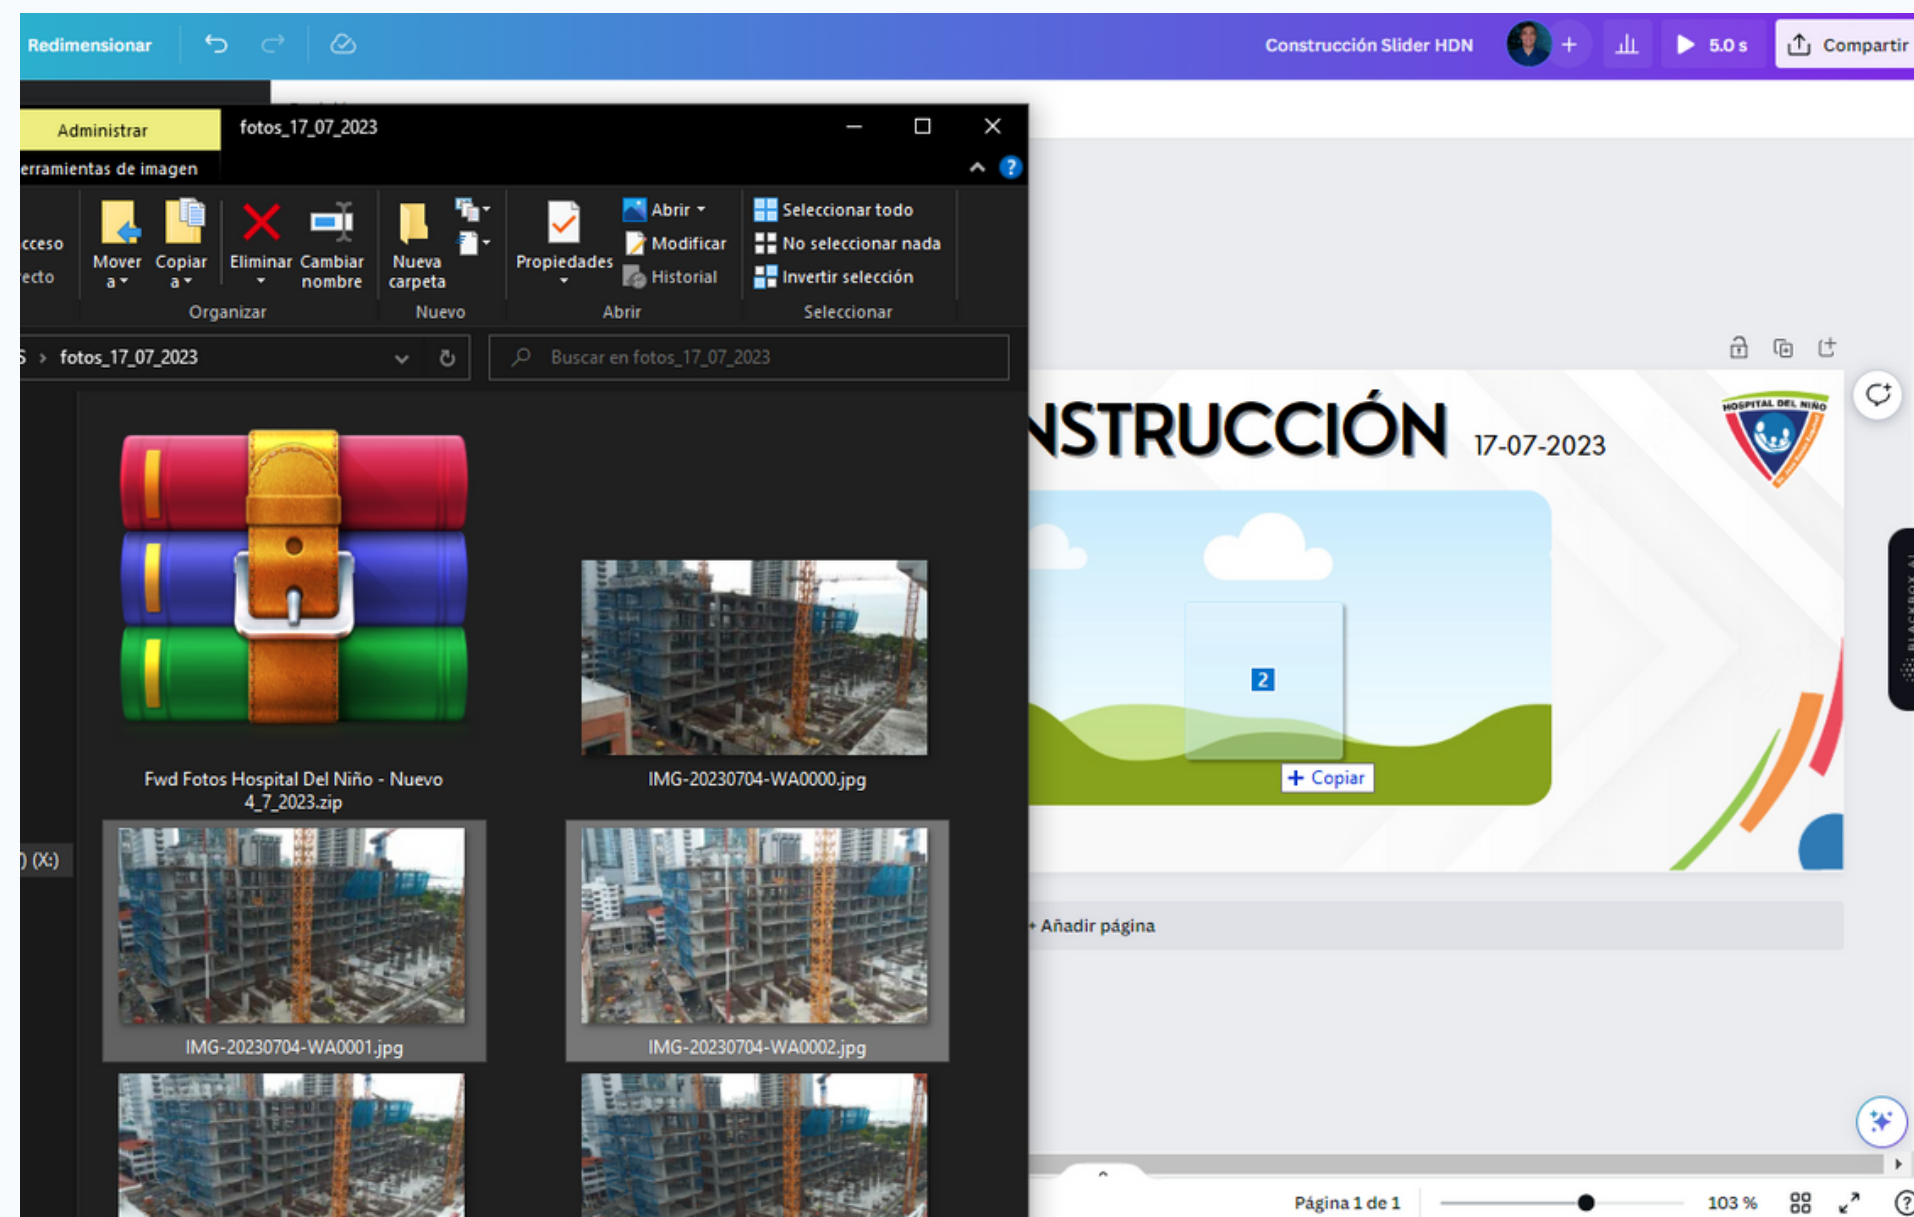 Redimensionar
Construcción Slider HDN
5.0 s
Compartir
Administrar
fotos_17_07_2023
erramientas de imagen
?
cceso
ecto
Mover
a
Copiar
a
Eliminar
Cambiar
nombre
Nueva
carpeta
Propiedades
Abrir
Modificar
Historial
Seleccionar todo
No seleccionar nada
Invertir selección
Organizar
Nuevo
Abrir
Seleccionar
S › fotos_17_07_2023
Buscar en fotos_17_07_2023
NSTRUCCIÓN
17-07-2023
HOSPITAL DEL NIÑO
BLACKBOX AI
2
+ Copiar
Fwd Fotos Hospital Del Niño - Nuevo
4_7_2023.zip
IMG-20230704-WA0000.jpg
) (X:)
+ Añadir página
IMG-20230704-WA0001.jpg
IMG-20230704-WA0002.jpg
Página 1 de 1
103 %
?